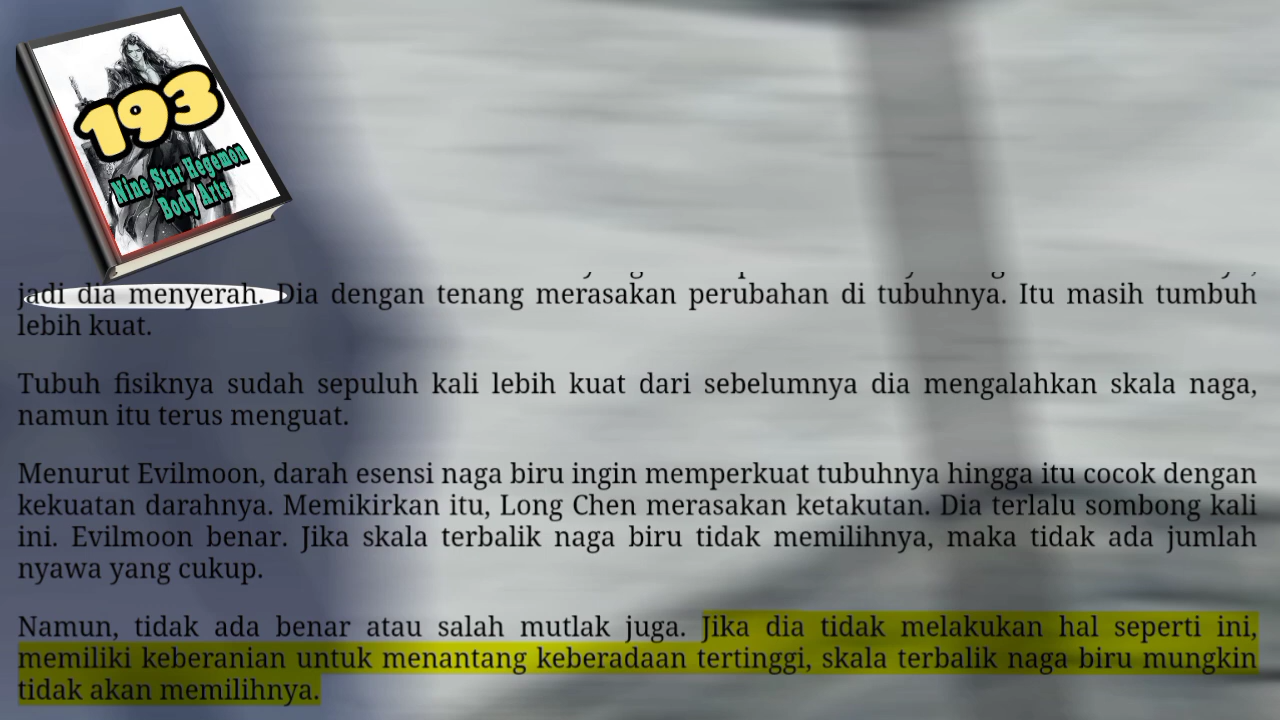 193
Nine Star Hegemon
Body Arts
jadi dia menyerah. Dia dengan tenang merasakan perubahan di tubuhnya. Itu masih tumbuh
lebih kuat.
Tubuh fisiknya sudah sepuluh kali lebih kuat dari sebelumnya dia mengalahkan skala naga,
namun itu terus menguat.
Menurut Evilmoon, darah esensi naga biru ingin memperkuat tubuhnya hingga itu cocok dengan
kekuatan darahnya. Memikirkan itu, Long Chen merasakan ketakutan. Dia terlalu sombong kali
ini. Evilmoon benar. Jika skala terbalik naga biru tidak memilihnya, maka tidak ada jumlah
nyawa yang cukup.
Namun, tidak ada benar atau salah mutlak juga. Jika dia tidak melakukan hal seperti ini,
memiliki keberanian untuk menantang keberadaan tertinggi, skala terbalik naga biru mungkin
tidak akan memilihnya.